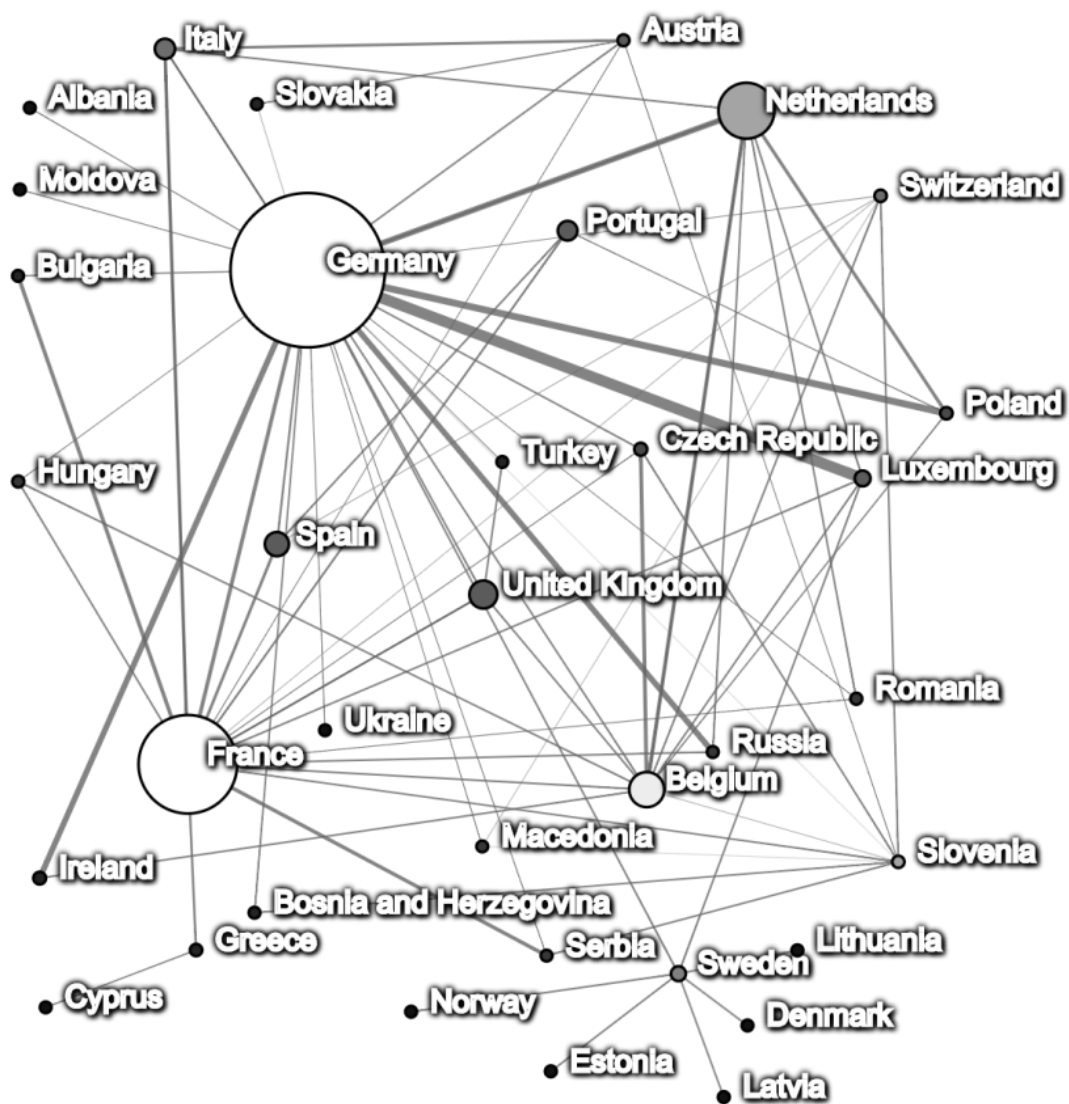 Italy
Austria
Albania
Slovakia
Netherlands
Moldova
Switzerland
Portugal
Bulgaria
Germany
Poland
Czech Republic
Turkey
Hungary
Luxembourg
Spain
United Kingdom
Romania
Ukraine
Russia
France
Belgium
Macedonia
Slovenia
Ireland
Bosnia and Herzegovina
Greece
Serbia
Lithuania
Sweden
Cyprus
Norway
Denmark
Estonia
Latvia